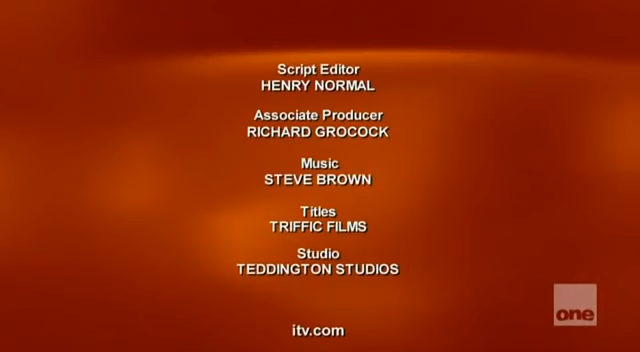 Script Editor
HENRY NORMAL
Associate Producer
RICHARD GROCOCK
Music
STEVE BROWN
Titles
TRIFFIC FILMS
Studio
TEDDINGTON STUDIOS
one
itv.com